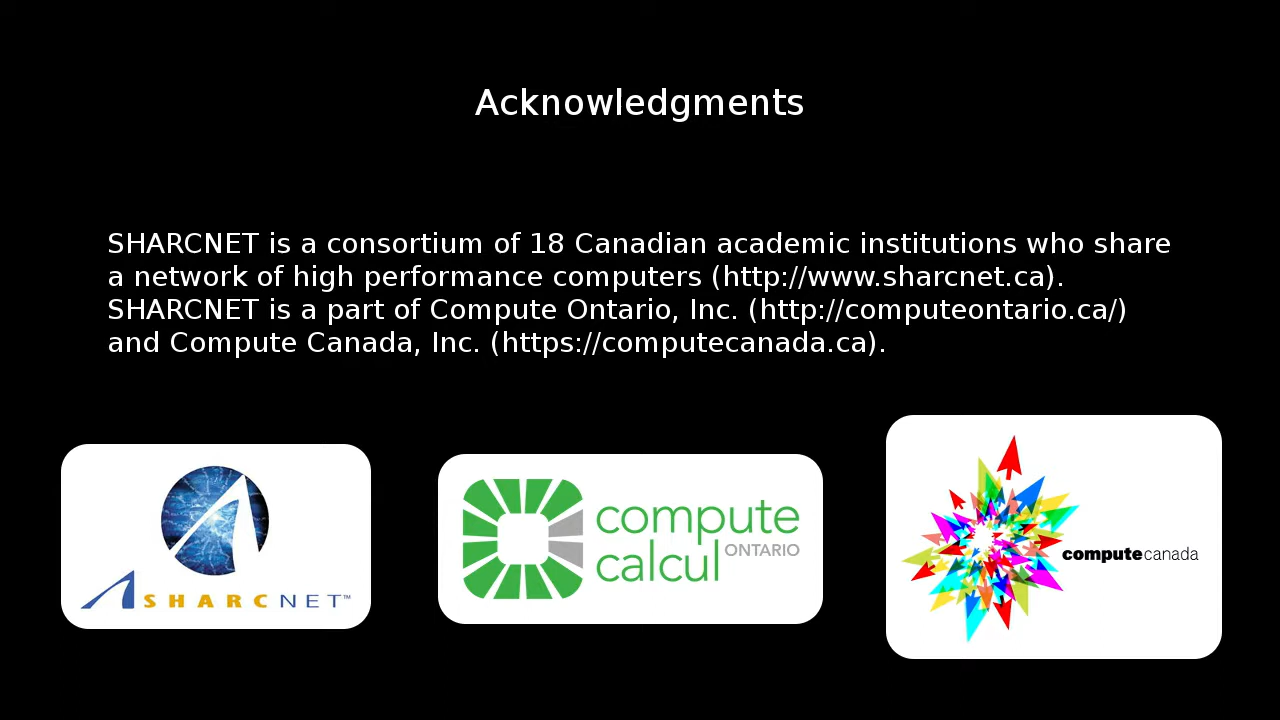 Acknowledgments
SHARCNET is a consortium of 18 Canadian academic institutions who share
a network of high performance computers (http://www.sharcnet.ca).
SHARCNET is a part of Compute Ontario, Inc. (http://computeontario.ca/)
and Compute Canada, Inc. (https://computecanada.ca).
SHARCNET™
compute
calcul ONTARIO
computecanada